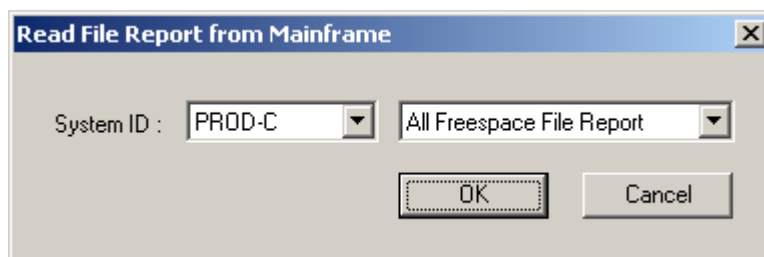 Read File Report from Mainframe
System ID : PROD-C All Freespace File Report
OK Cancel